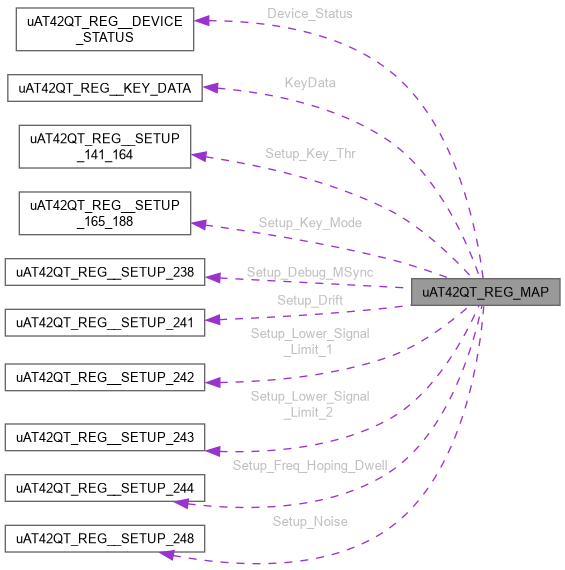 uAT42QT_REG__DEVICE
_STATUS
Device_Status
uAT42QT_REG__KEY_DATA
KeyData
uAT42QT_REG__SETUP
_141_164
Setup_Key_Thr
uAT42QT_REG__SETUP
_165_188
Setup_Key_Mode
uAT42QT_REG__SETUP_238
Setup_Debug_MSync
uAT42QT_REG_MAP
uAT42QT_REG__SETUP_241
Setup_Drift
uAT42QT_REG__SETUP_242
Setup_Lower_Signal
_Limit_1
uAT42QT_REG__SETUP_243
Setup_Lower_Signal
_Limit_2
uAT42QT_REG__SETUP_244
Setup_Freq_Hoping_Dwell
uAT42QT_REG__SETUP_248
Setup_Noise